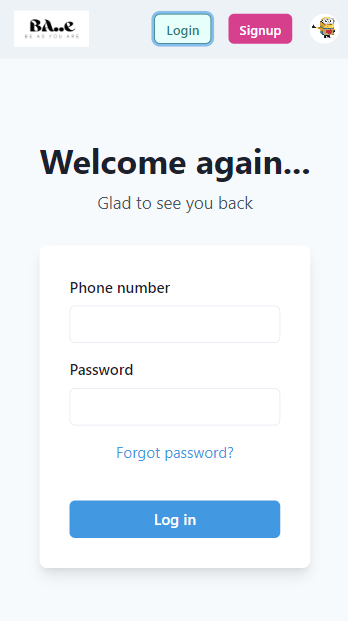 BA..e
BE AS YOU ARE
Login
Signup
Welcome again...
Glad to see you back
Phone number
Password
Forgot password?
Log in